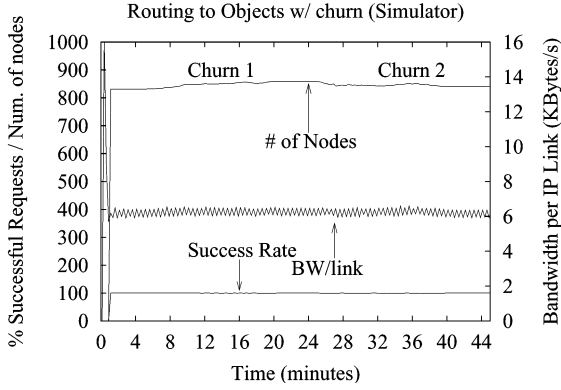 Routing to Objects w/ churn (Simulator)
% Successful Requests / Num. of nodes
1000
900
800
700
600
500
400
300
200
100
0
Churn 1
Churn 2
# of Nodes
Success Rate
BW/link
16
14
12
10
8
6
4
2
0
Bandwidth per IP Link (KBytes/s)
0 4 8 12 16 20 24 28 32 36 40 44
Time (minutes)